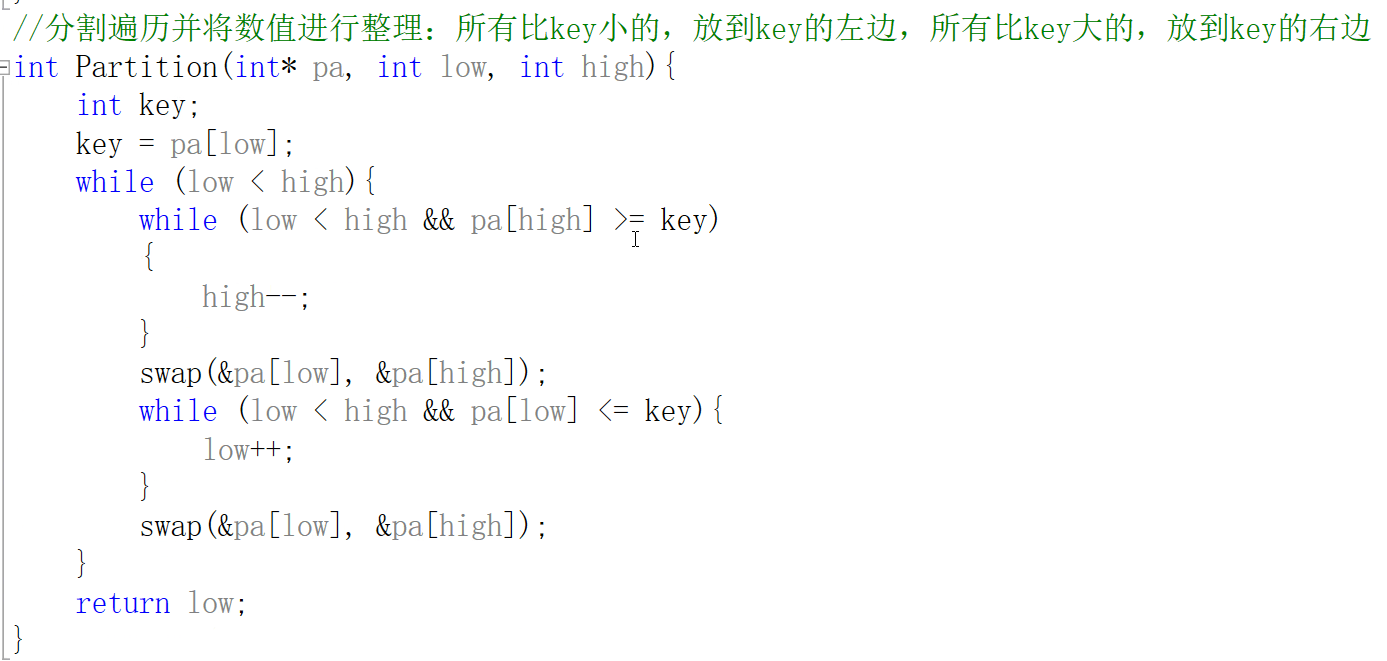 //分割遍历并将数值进行整理：所有比key小的，放到key的左边，所有比key大的，放到key的右边
int Partition(int* pa, int low, int high){
    int key;
    key = pa[low];
    while (low < high){
        while (low < high && pa[high] >= key)
        {
            high--;
        }
        swap(&pa[low], &pa[high]);
        while (low < high && pa[low] <= key){
            low++;
        }
        swap(&pa[low], &pa[high]);
    }
    return low;
}